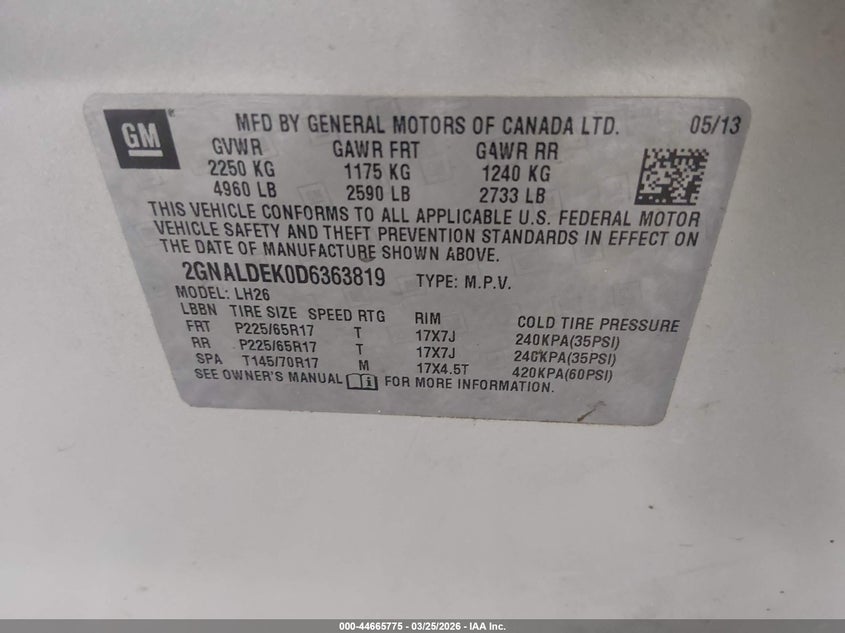 GM®
MFD BY GENERAL MOTORS OF CANADA LTD. 05/13
GVWR GAWR FRT G4WR RR
2250 KG 1175 KG 1240 KG
4960 LB 2590 LB 2733 LB
THIS VEHICLE CONFORMS TO ALL APPLICABLE U.S. FEDERAL MOTOR
VEHICLE SAFETY AND THEFT PREVENTION STANDARDS IN EFFECT ON
THE DATE OF MANUFACTURE SHOWN ABOVE.
2GNALDEK0D6363819 TYPE: M.P.V.
MODEL: LH26
LBBN TIRE SIZE SPEED RTG RIM COLD TIRE PRESSURE
FRT P225/65R17 T 17X7J 240KPA(35PSI)
RR P225/65R17 T 17X7J 240KPA(35PSI)
SPA T145/70R17 M 17X4.5T 420KPA(60PSI)
SEE OWNER'S MANUAL FOR MORE INFORMATION.
000-44665775 - 03/25/2026 - IAA Inc.